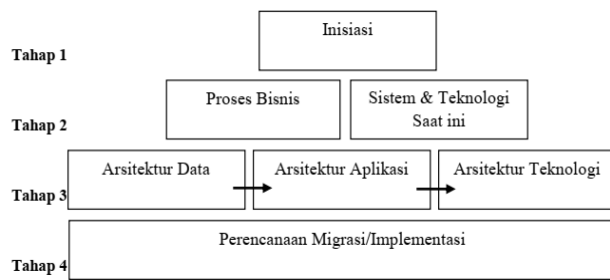 Inisiasi
Tahap 1
Proses Bisnis
Sistem & Teknologi
Saat ini
Tahap 2
Arsitektur Data
Arsitektur Aplikasi
Arsitektur Teknologi
Tahap 3
Perencanaan Migrasi/Implementasi
Tahap 4